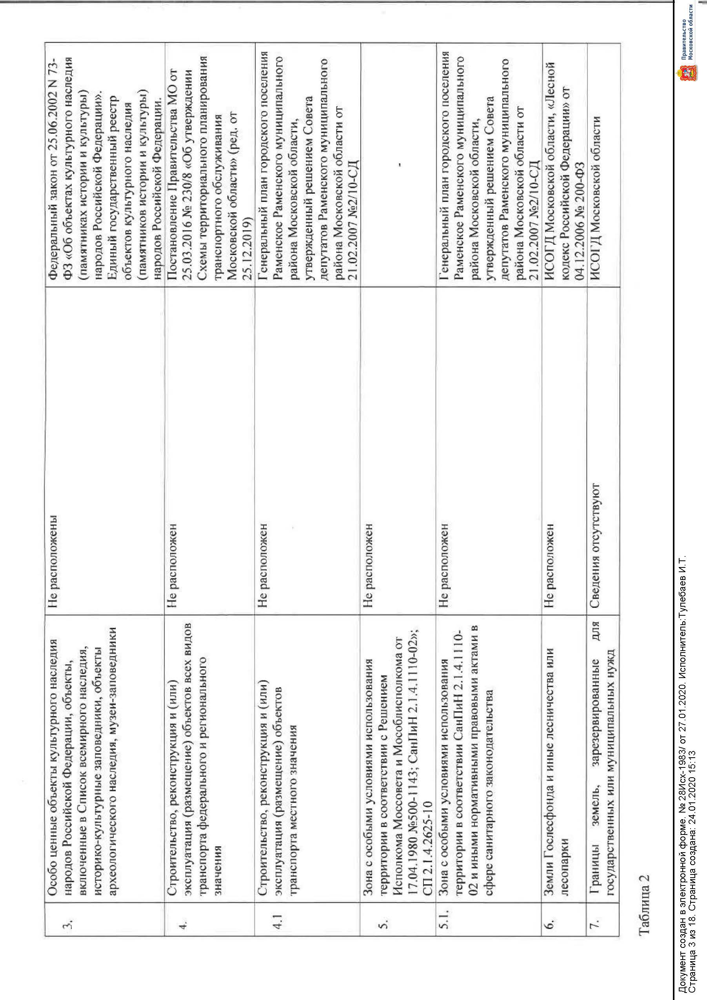 3.
Особо ценные объекты культурного наследия
народов Российской Федерации, объекты,
включенные в Список всемирного наследия,
историко-культурные заповедники, объекты
археологического наследия, музеи-заповедники
Не расположены
Федеральный закон от 25.06.2002 N 73-
ФЗ «Об объектах культурного наследия
(памятниках истории и культуры)
народов Российской Федерации».
Единый государственный реестр
объектов культурного наследия
(памятников истории и культуры)
народов Российской Федерации.
4.
Строительство, реконструкция и (или)
эксплуатация (размещение) объектов всех видов
транспорта федерального и регионального
значения
Не расположен
Постановление Правительства МО от
25.03.2016 № 230/8 «Об утверждении
Схемы территориального планирования
транспортного обслуживания
Московской области» (ред. от
25.12.2019)
4.1
Строительство, реконструкция и (или)
эксплуатация (размещение) объектов
транспорта местного значения
Не расположен
Генеральный план городского поселения
Раменское Раменского муниципального
района Московской области,
утвержденный решением Совета
депутатов Раменского муниципального
района Московской области от
21.02.2007 №2/10-СД
5.
Зона с особыми условиями использования
территории в соответствии с Решением
Исполкома Моссовета и Мособлисполкома от
17.04.1980 №500-1143; СанПиН 2.1.4.1110-02»;
СП 2.1.4.2625-10
Не расположен
-
5.1.
Зона с особыми условиями использования
территории в соответствии СанПиН 2.1.4.1110-
02 и иными нормативными правовыми актами в
сфере санитарного законодательства
Не расположен
Генеральный план городского поселения
Раменское Раменского муниципального
района Московской области,
утвержденный решением Совета
депутатов Раменского муниципального
района Московской области от
21.02.2007 №2/10-СД
6.
Земли Гослесфонда и иные лесничества или
лесопарки
Не расположен
ИСОГД Московской области, «Лесной
кодекс Российской Федерации» от
04.12.2006 № 200-ФЗ
7.
Границы земель, зарезервированные для
государственных или муниципальных нужд
Сведения отсутствуют
ИСОГД Московской области
Таблица 2
Документ создан в электронной форме. № 28Исх-1983/ от 27.01.2020. Исполнитель:Тулебаев И.Т.
Страница 3 из 18. Страница создана: 24.01.2020 15:13
Правительство
Московской области